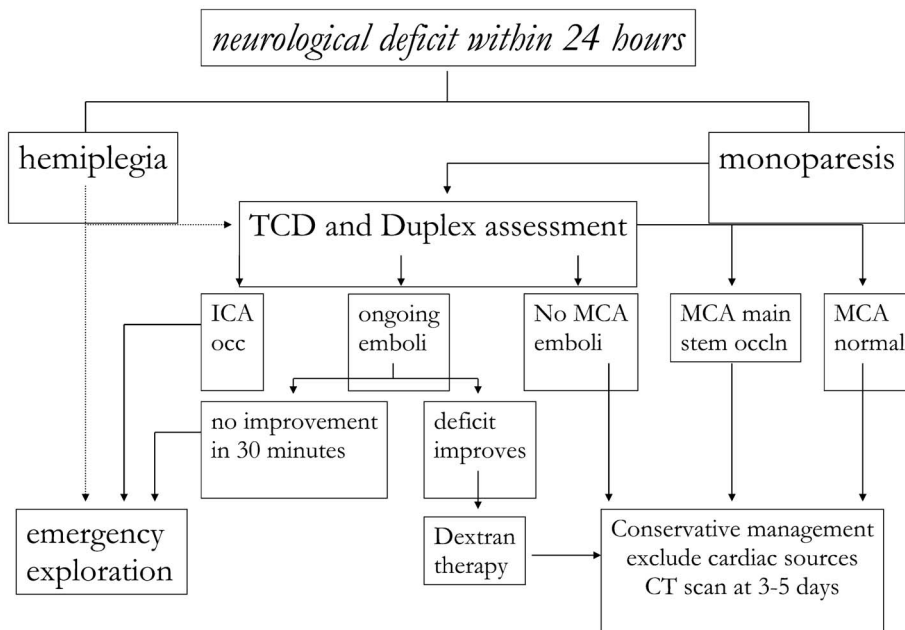 neurological deficit within 24 hours
hemiplegia
monoparesis
TCD and Duplex assessment
ICA
occ
ongoing
emboli
No MCA
emboli
MCA main
stem occln
MCA
normal
no improvement
in 30 minutes
deficit
improves
emergency
exploration
Dextran
therapy
Conservative management
exclude cardiac sources
CT scan at 3-5 days